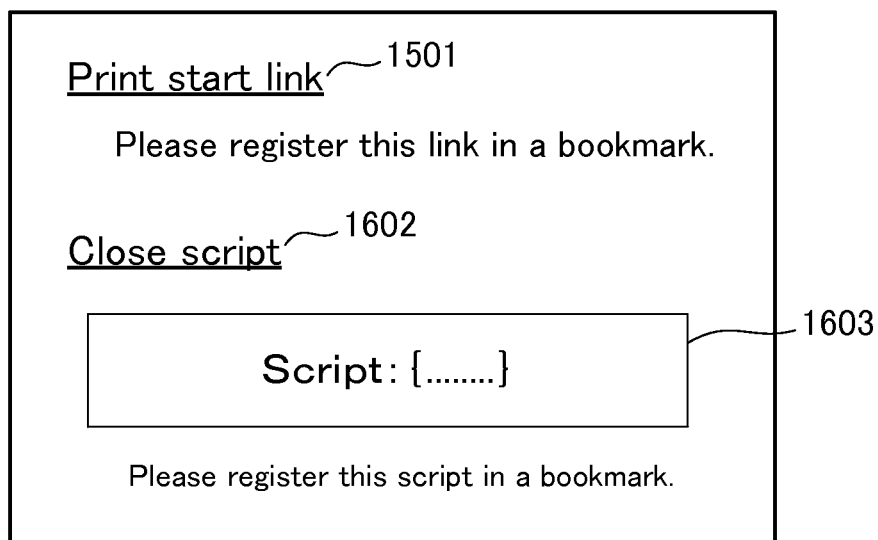 Print start link 1501
Please register this link in a bookmark.
Close script 1602
1603
Script: {........}
Please register this script in a bookmark.